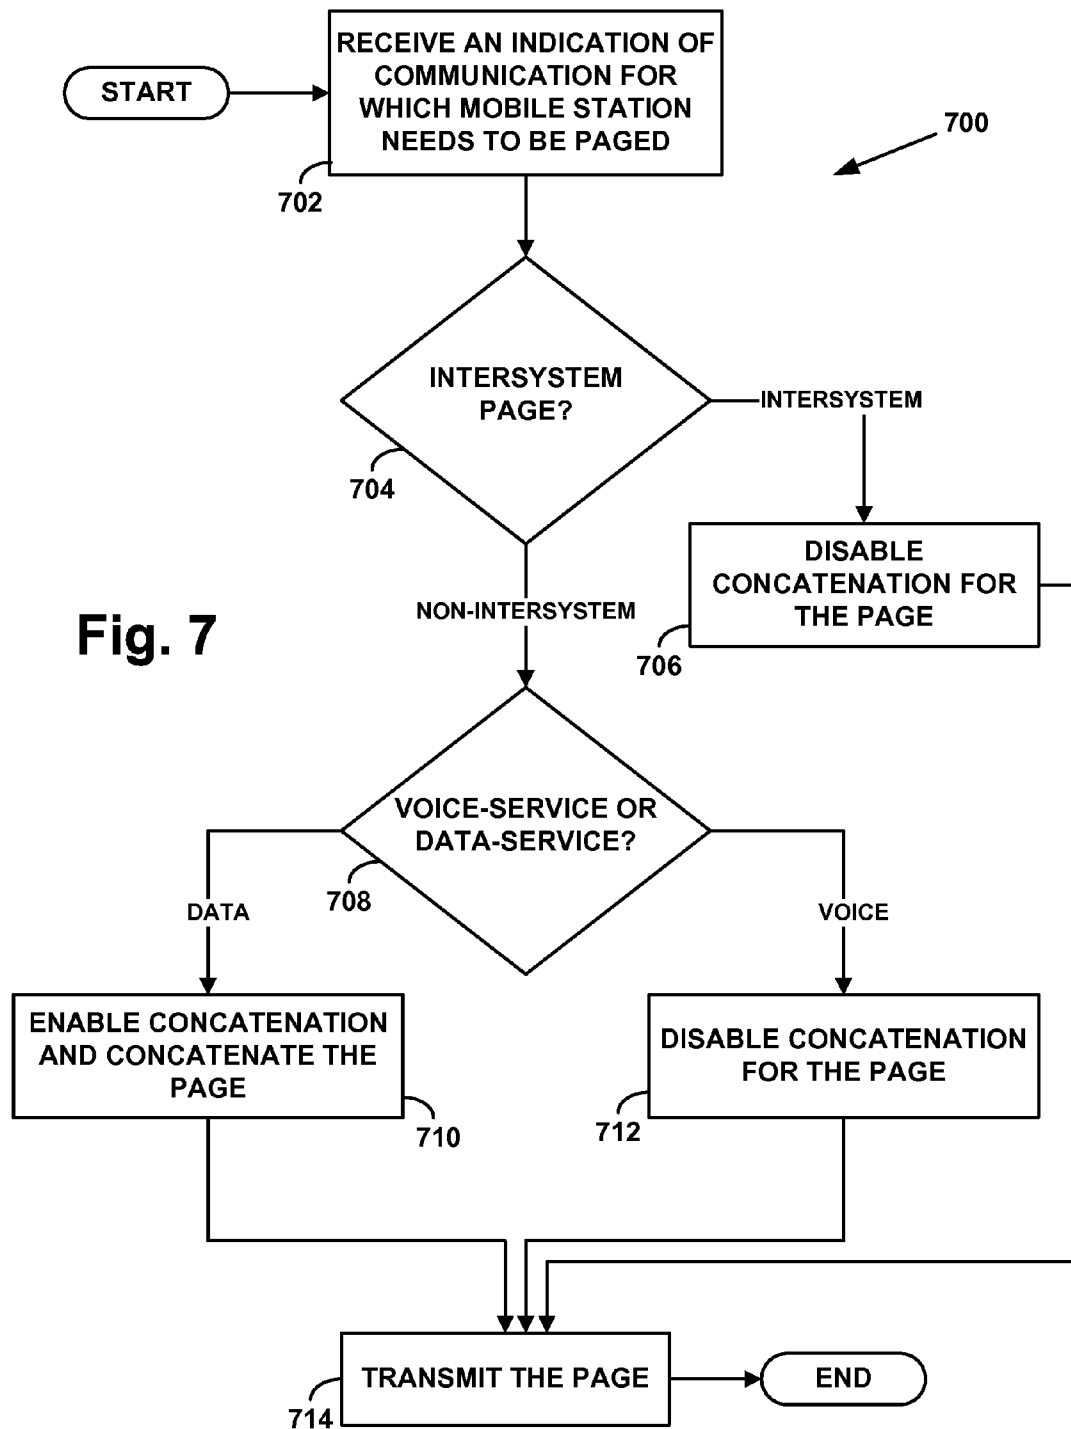 START
RECEIVE AN INDICATION OF
COMMUNICATION FOR
WHICH MOBILE STATION
NEEDS TO BE PAGED
702
700
INTERSYSTEM
PAGE?
704
INTERSYSTEM
DISABLE
CONCATENATION FOR
THE PAGE
706
NON-INTERSYSTEM
Fig. 7
VOICE-SERVICE OR
DATA-SERVICE?
708
DATA
VOICE
ENABLE CONCATENATION
AND CONCATENATE THE
PAGE
710
DISABLE CONCATENATION
FOR THE PAGE
712
TRANSMIT THE PAGE
714
END